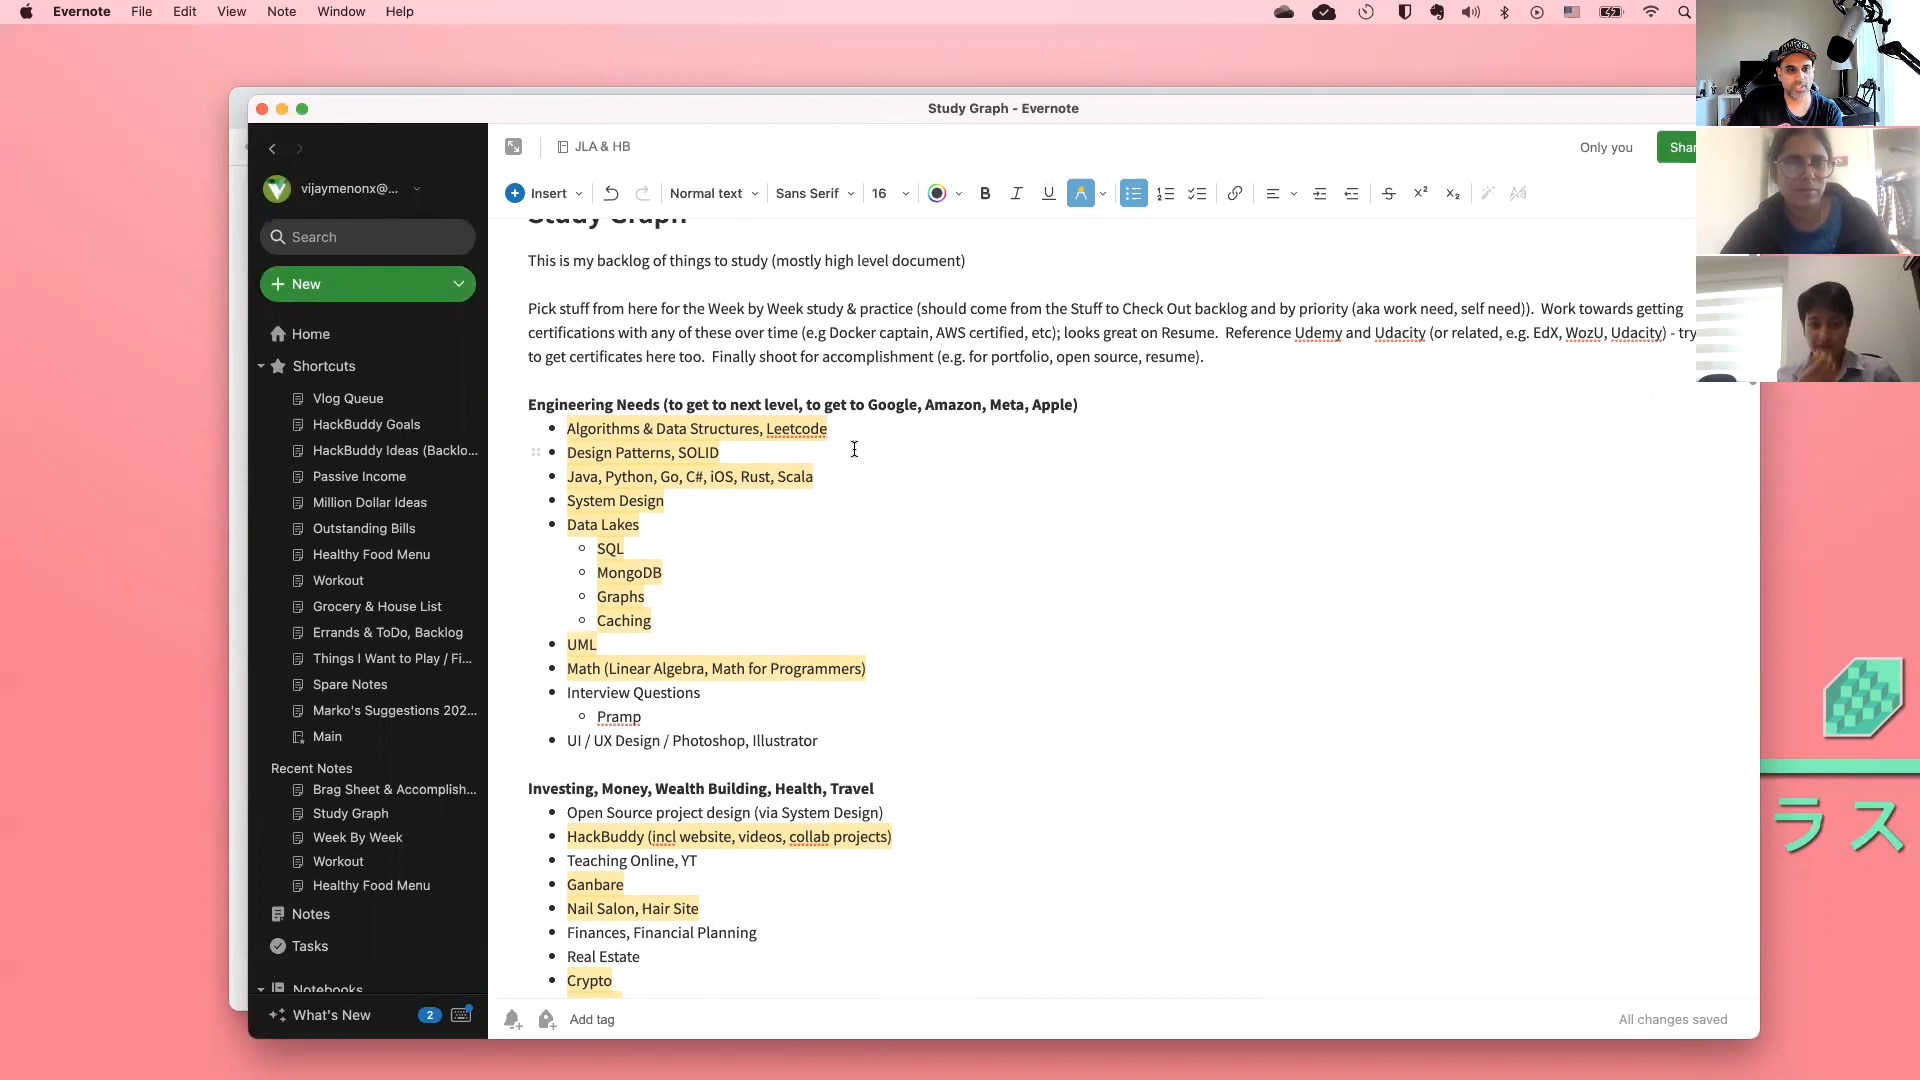 Evernote File Edit View Note Window Help
Study Graph - Evernote
JLA & HB
Only you
Shar
vijaymenonx@...
Search
New
Home
Shortcuts
Vlog Queue
HackBuddy Goals
HackBuddy Ideas (Backlo...
Passive Income
Million Dollar Ideas
Outstanding Bills
Healthy Food Menu
Workout
Grocery & House List
Errands & ToDo, Backlog
Things I Want to Play / Fi...
Spare Notes
Marko's Suggestions 202...
Main
Recent Notes
Brag Sheet & Accomplish...
Study Graph
Week By Week
Workout
Healthy Food Menu
Notes
Tasks
Notebooks
What's New 2
Insert Normal text Sans Serif 16 B I U X² X₂ Aa
Study Graph
This is my backlog of things to study (mostly high level document)
Pick stuff from here for the Week by Week study & practice (should come from the Stuff to Check Out backlog and by priority (aka work need, self need)). Work towards getting
certifications with any of these over time (e.g Docker captain, AWS certified, etc); looks great on Resume. Reference Udemy and Udacity (or related, e.g. EdX, WozU, Udacity) - try
to get certificates here too. Finally shoot for accomplishment (e.g. for portfolio, open source, resume).
Engineering Needs (to get to next level, to get to Google, Amazon, Meta, Apple)
Algorithms & Data Structures, Leetcode
Design Patterns, SOLID
Java, Python, Go, C#, iOS, Rust, Scala
System Design
Data Lakes
SQL
MongoDB
Graphs
Caching
UML
Math (Linear Algebra, Math for Programmers)
Interview Questions
Pramp
UI / UX Design / Photoshop, Illustrator
Investing, Money, Wealth Building, Health, Travel
Open Source project design (via System Design)
HackBuddy (incl website, videos, collab projects)
Teaching Online, YT
Ganbare
Nail Salon, Hair Site
Finances, Financial Planning
Real Estate
Crypto
Add tag
All changes saved
ラス